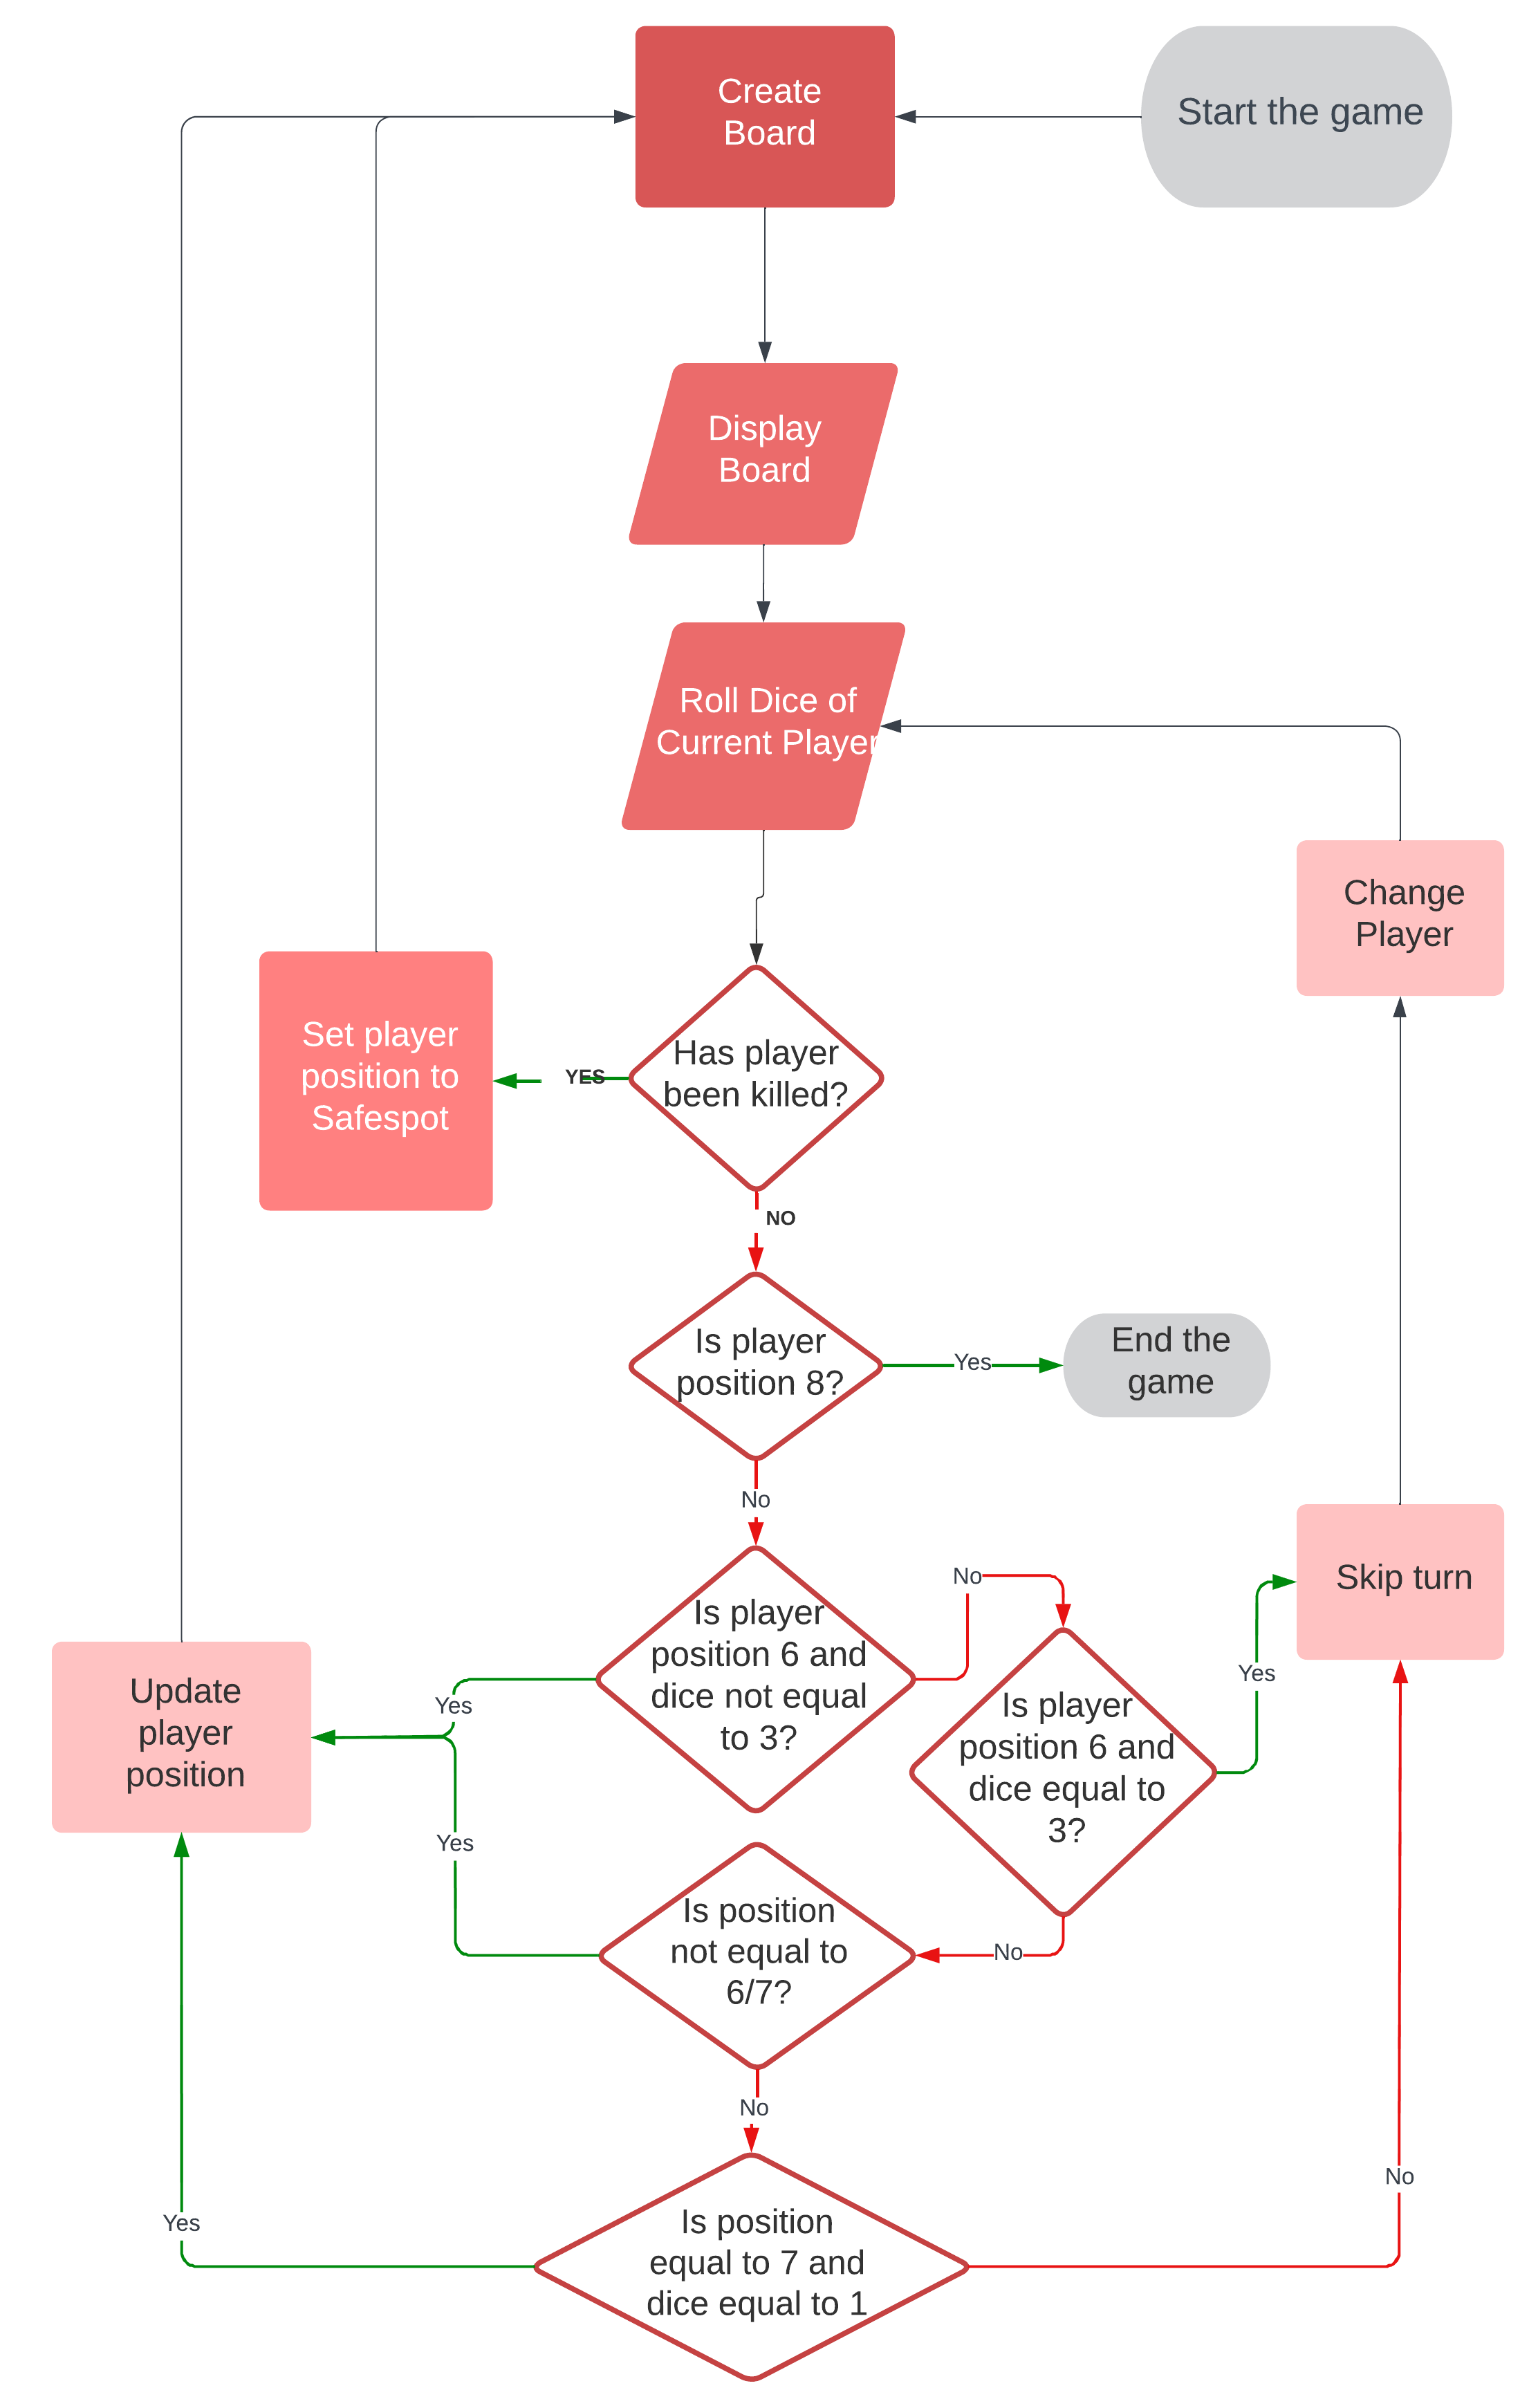 Create
Board
Start the game
Display
Board
Roll Dice of
Current Player
Change
Player
Set player
position to
Safespot
YES
Has player
been killed?
NO
Is player
position 8?
Yes
End the
game
No
Is player
position 6 and
dice not equal
to 3?
No
Skip turn
Yes
Yes
Update
player
position
Is player
position 6 and
dice equal to
3?
Yes
Is position
not equal to
6/7?
No
No
No
Yes
Is position
equal to 7 and
dice equal to 1